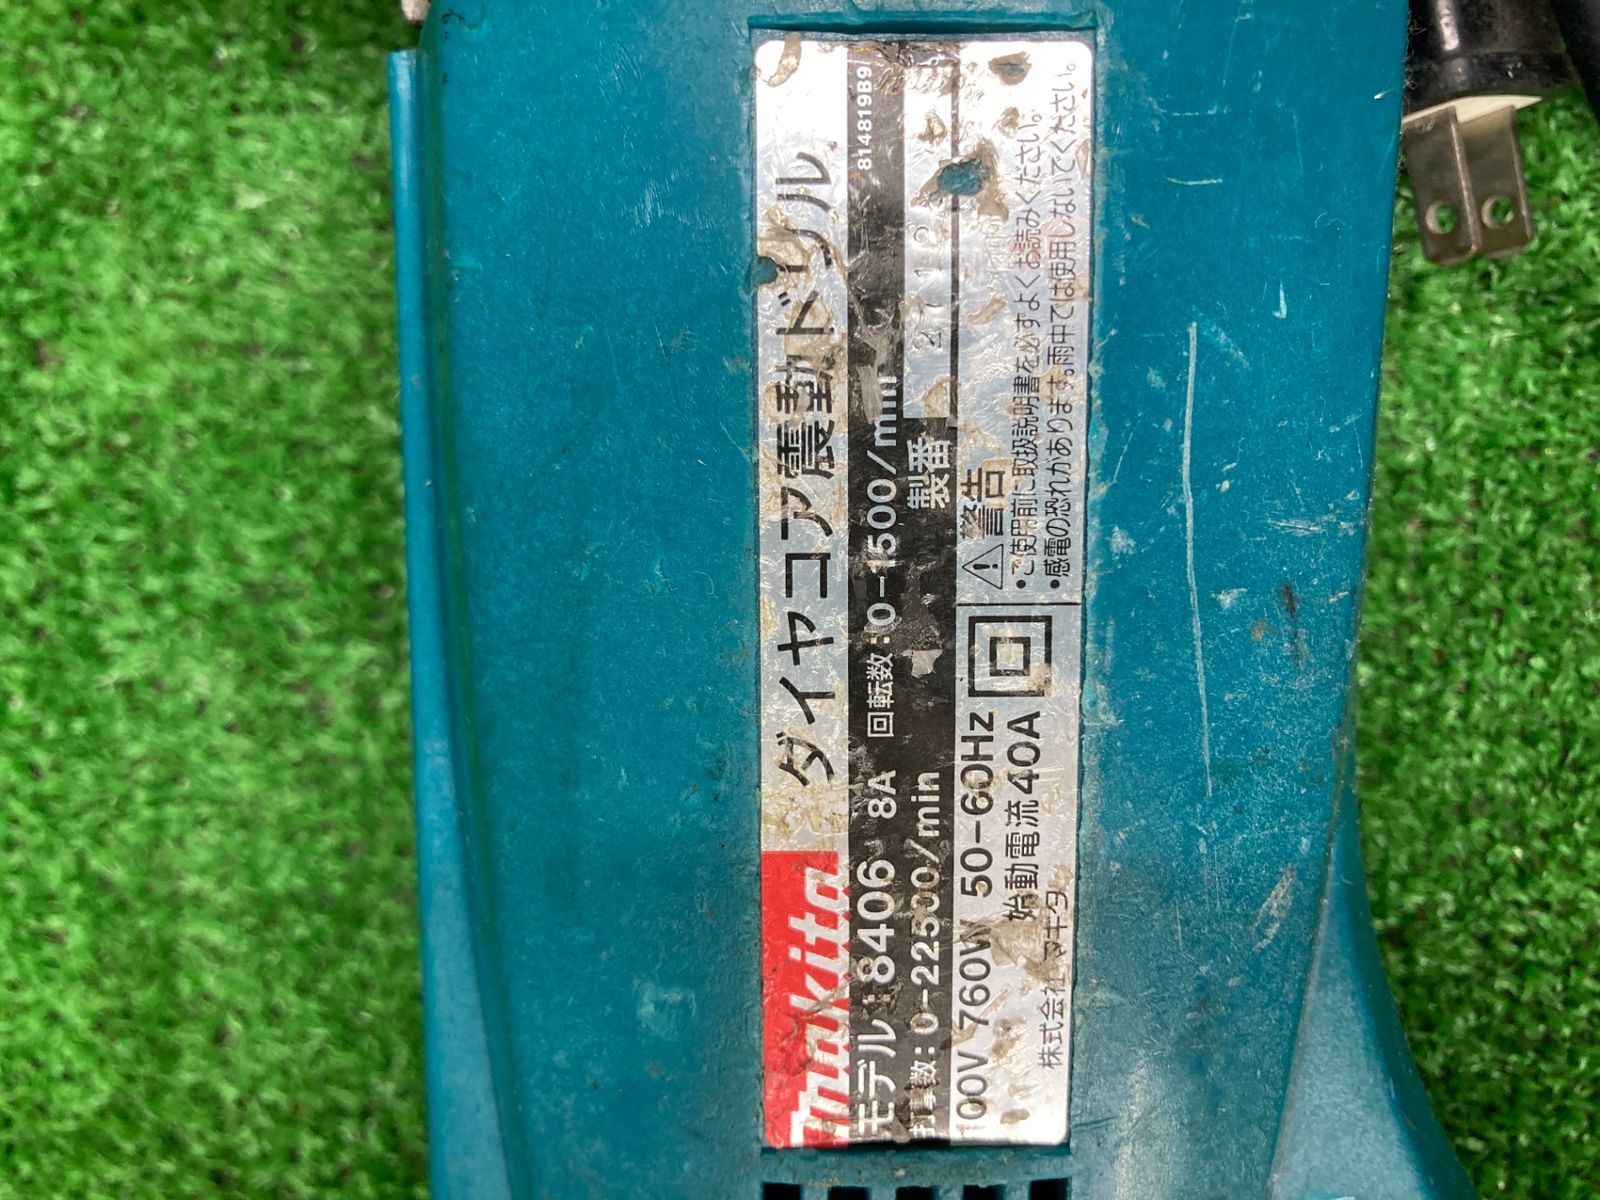 makita ダイヤコア震動ドリル
モデル 8406 8A 回転数:0-1500/min 814819B9
打撃数:0-22500/min 製番
100V 760W 50-60Hz
始動電流 40A
株式会社マキタ
警告
・ご使用前に取扱説明書を必ずよくお読みください。
・感電の恐れがあります。雨中では使用しないでください。